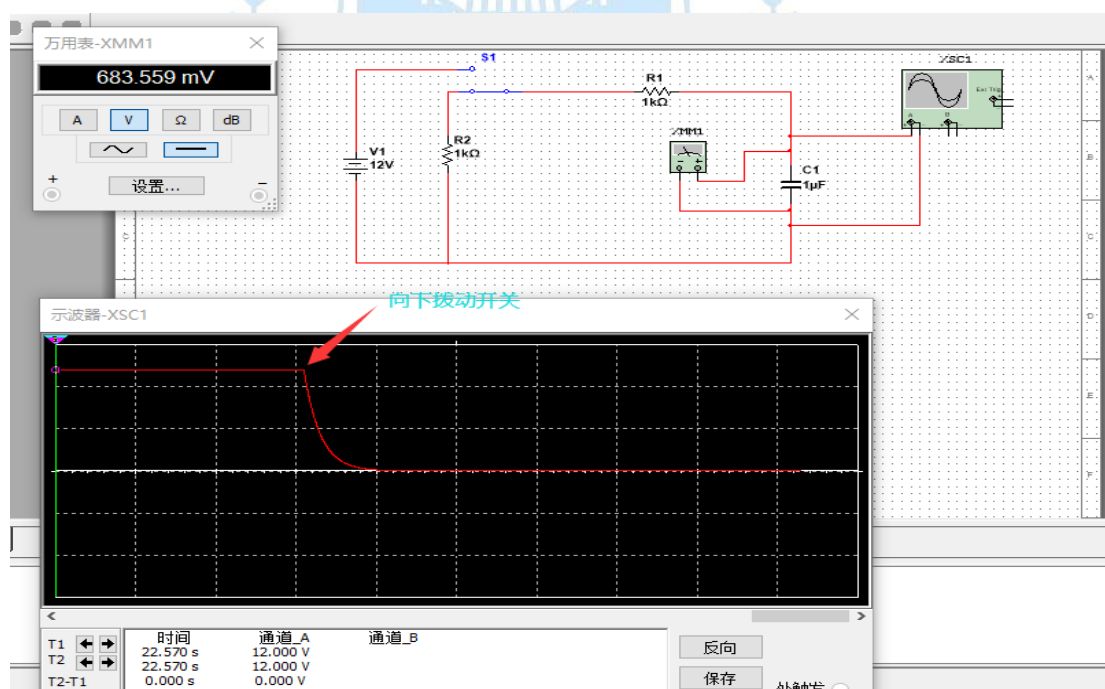 万用表-XMM1
683.559 mV
A V Ω dB
设置...
+ −
S1
R1
1kΩ
XSC1
Ext Trig
A B
V1
12V
R2
1kΩ
XMM1
C1
1µF
A
B
C
C
D
E
F
向下拨动开关
示波器-XSC1
时间 通道_A 通道_B
T1 22.570 s 12.000 V
T2 22.570 s 12.000 V
T2-T1 0.000 s 0.000 V
反向
保存
外触发